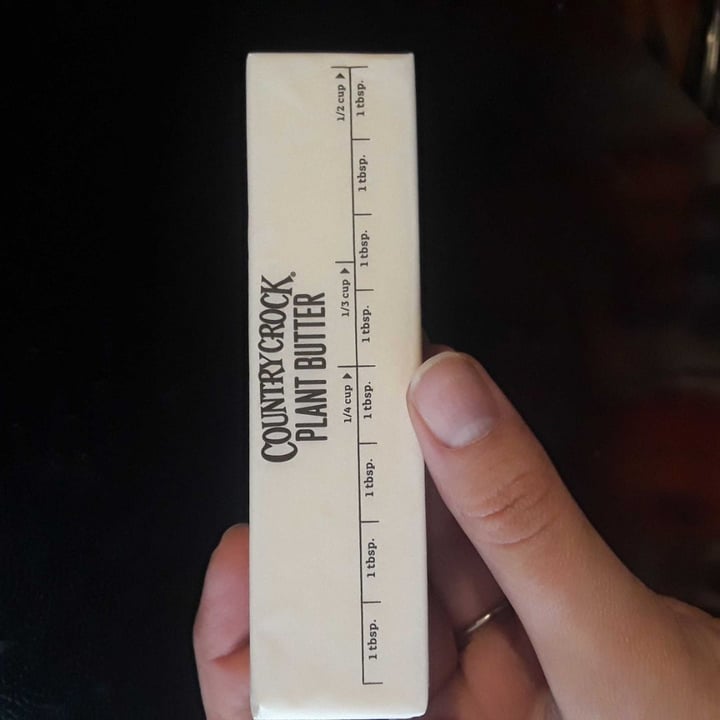 COUNTRY CROCK®
PLANT BUTTER
1/4 cup ▶ 1/3 cup ▶ 1/2 cup ▶
1 tbsp. 1 tbsp. 1 tbsp. 1 tbsp. 1 tbsp. 1 tbsp. 1 tbsp. 1 tbsp.